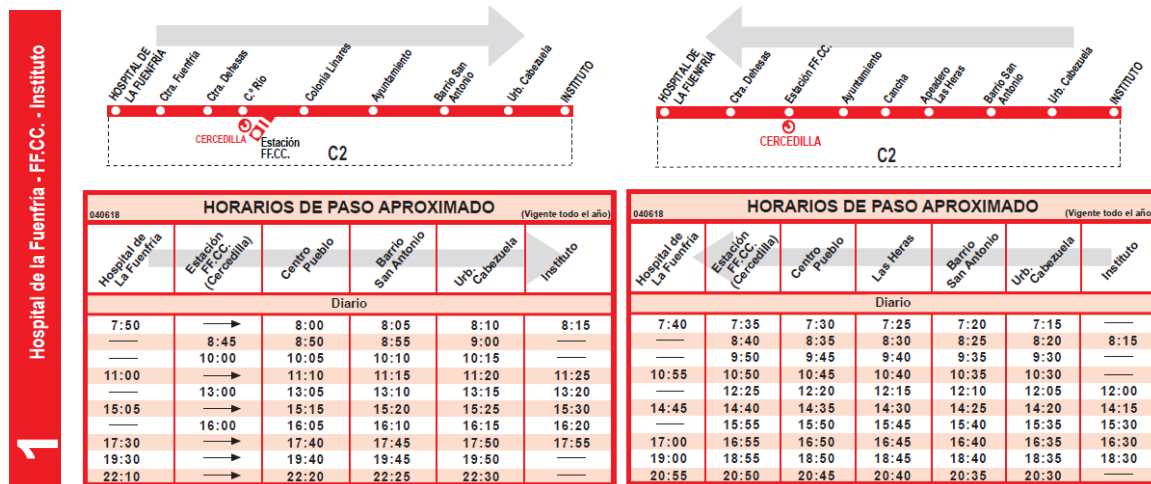 1 Hospital de la Fuenfría - FF.CC. - Instituto
HOSPITAL DE
LA FUENFRÍA
Ctra. Fuenfría
Ctra. Dehesas
Cº. Río
Colonia Linares
Ayuntamiento
Barrio San
Antonio
Urb. Cabezuela
INSTITUTO
CERCEDILLA
Estación
FF.CC.
C2
HOSPITAL DE
LA FUENFRÍA
Ctra. Dehesas
Estación FF.CC.
Ayuntamiento
Cancha
Apeadero
Las Heras
Barrio San
Antonio
Urb. Cabezuela
INSTITUTO
CERCEDILLA
C2
040618 HORARIOS DE PASO APROXIMADO (Vigente todo el año)
Hospital de
La Fuenfría
Estación
FF.CC.
(Cercedilla)
Centro
Pueblo
Barrio
San Antonio
Urb.
Cabezuela
Instituto
Diario
7:50 → 8:00 8:05 8:10 8:15
— 8:45 8:50 8:55 9:00 —
— 10:00 10:05 10:10 10:15 —
11:00 → 11:10 11:15 11:20 11:25
— 13:00 13:05 13:10 13:15 13:20
15:05 → 15:15 15:20 15:25 15:30
— 16:00 16:05 16:10 16:15 16:20
17:30 → 17:40 17:45 17:50 17:55
19:30 → 19:40 19:45 19:50 —
22:10 → 22:20 22:25 22:30 —
040618 HORARIOS DE PASO APROXIMADO (Vigente todo el año)
Hospital de
La Fuenfría
Estación
FF.CC.
(Cercedilla)
Centro
Pueblo
Las Heras
Barrio
San Antonio
Urb.
Cabezuela
Instituto
Diario
7:40 7:35 7:30 7:25 7:20 7:15 —
— 8:40 8:35 8:30 8:25 8:20 8:15
— 9:50 9:45 9:40 9:35 9:30 —
10:55 10:50 10:45 10:40 10:35 10:30 —
— 12:25 12:20 12:15 12:10 12:05 12:00
14:45 14:40 14:35 14:30 14:25 14:20 14:15
— 15:55 15:50 15:45 15:40 15:35 15:30
17:00 16:55 16:50 16:45 16:40 16:35 16:30
19:00 18:55 18:50 18:45 18:40 18:35 18:30
20:55 20:50 20:45 20:40 20:35 20:30 —